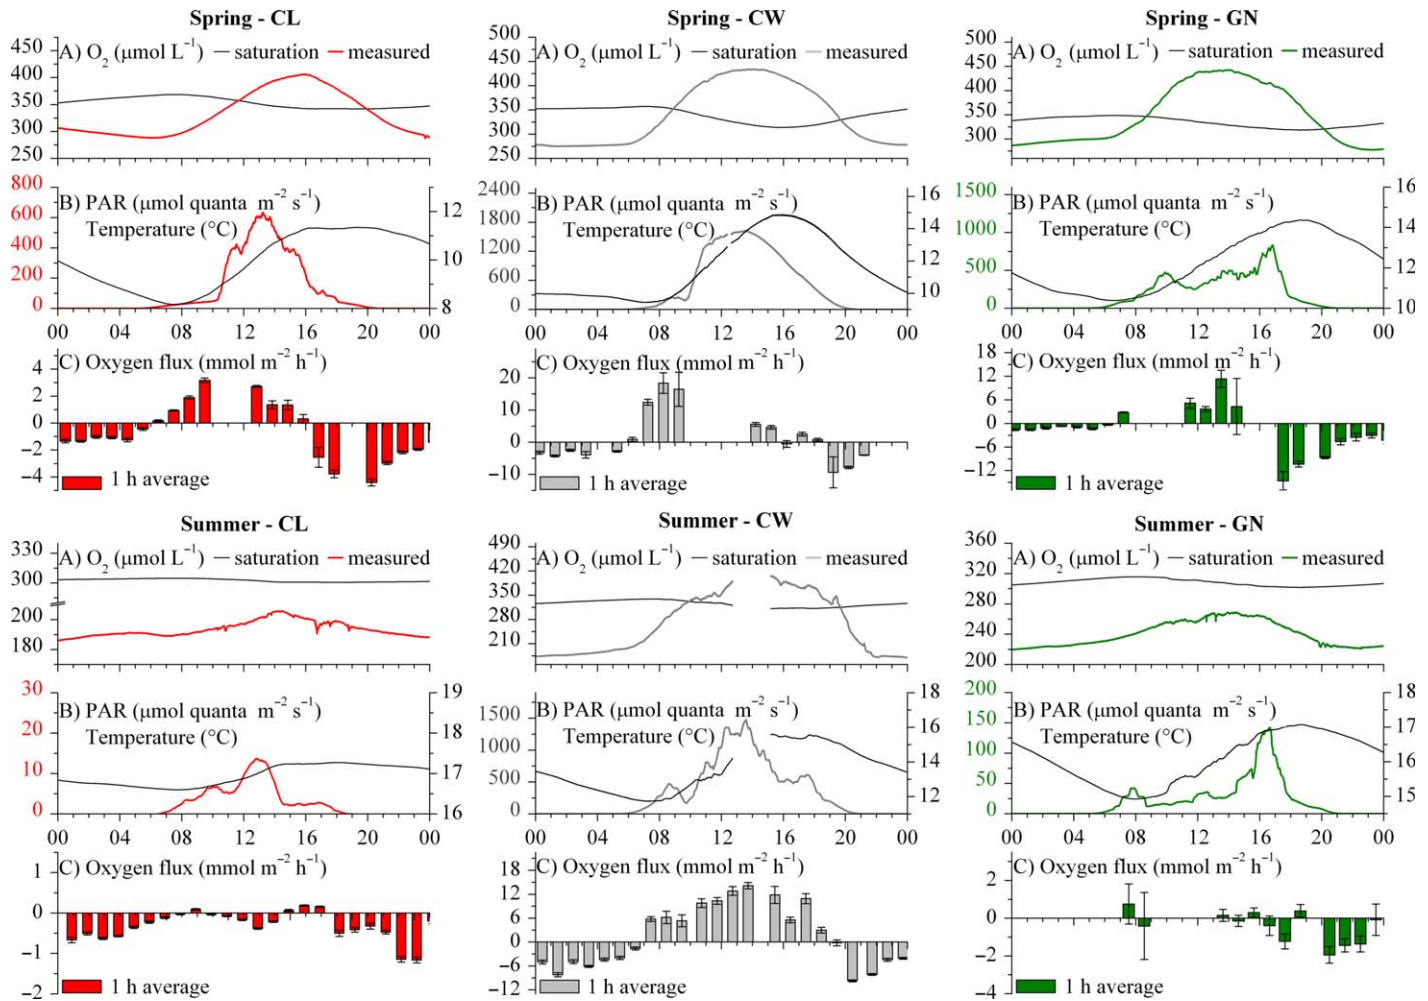 Spring - CL
A) O₂ (μmol L⁻¹) — saturation — measured
450
400
350
300
250
B) PAR (μmol quanta m⁻² s⁻¹)
Temperature (°C)
800
600
400
200
0
12
10
8
00 04 08 12 16 20 00
C) Oxygen flux (mmol m⁻² h⁻¹)
4
2
0
−2
−4
1 h average
Spring - CW
A) O₂ (μmol L⁻¹) — saturation — measured
500
450
400
350
300
250
B) PAR (μmol quanta m⁻² s⁻¹)
Temperature (°C)
2400
1800
1200
600
0
16
14
12
10
00 04 08 12 16 20 00
C) Oxygen flux (mmol m⁻² h⁻¹)
20
10
0
−10
1 h average
Spring - GN
A) O₂ (μmol L⁻¹) — saturation — measured
500
450
400
350
300
B) PAR (μmol quanta m⁻² s⁻¹)
Temperature (°C)
1500
1000
500
0
16
14
12
10
00 04 08 12 16 20 00
C) Oxygen flux (mmol m⁻² h⁻¹)
18
12
6
0
−6
−12
1 h average
Summer - CL
A) O₂ (μmol L⁻¹) — saturation — measured
330
300
200
180
B) PAR (μmol quanta m⁻² s⁻¹)
Temperature (°C)
30
20
10
0
19
18
17
16
00 04 08 12 16 20 00
C) Oxygen flux (mmol m⁻² h⁻¹)
1
0
−1
−2
1 h average
Summer - CW
A) O₂ (μmol L⁻¹) — saturation — measured
490
420
350
280
210
B) PAR (μmol quanta m⁻² s⁻¹)
Temperature (°C)
1500
1000
500
0
18
16
14
12
00 04 08 12 16 20 00
C) Oxygen flux (mmol m⁻² h⁻¹)
18
12
6
0
−6
−12
1 h average
Summer - GN
A) O₂ (μmol L⁻¹) — saturation — measured
360
320
280
240
200
B) PAR (μmol quanta m⁻² s⁻¹)
Temperature (°C)
200
150
100
50
0
18
17
16
15
00 04 08 12 16 20 00
C) Oxygen flux (mmol m⁻² h⁻¹)
2
0
−2
−4
1 h average